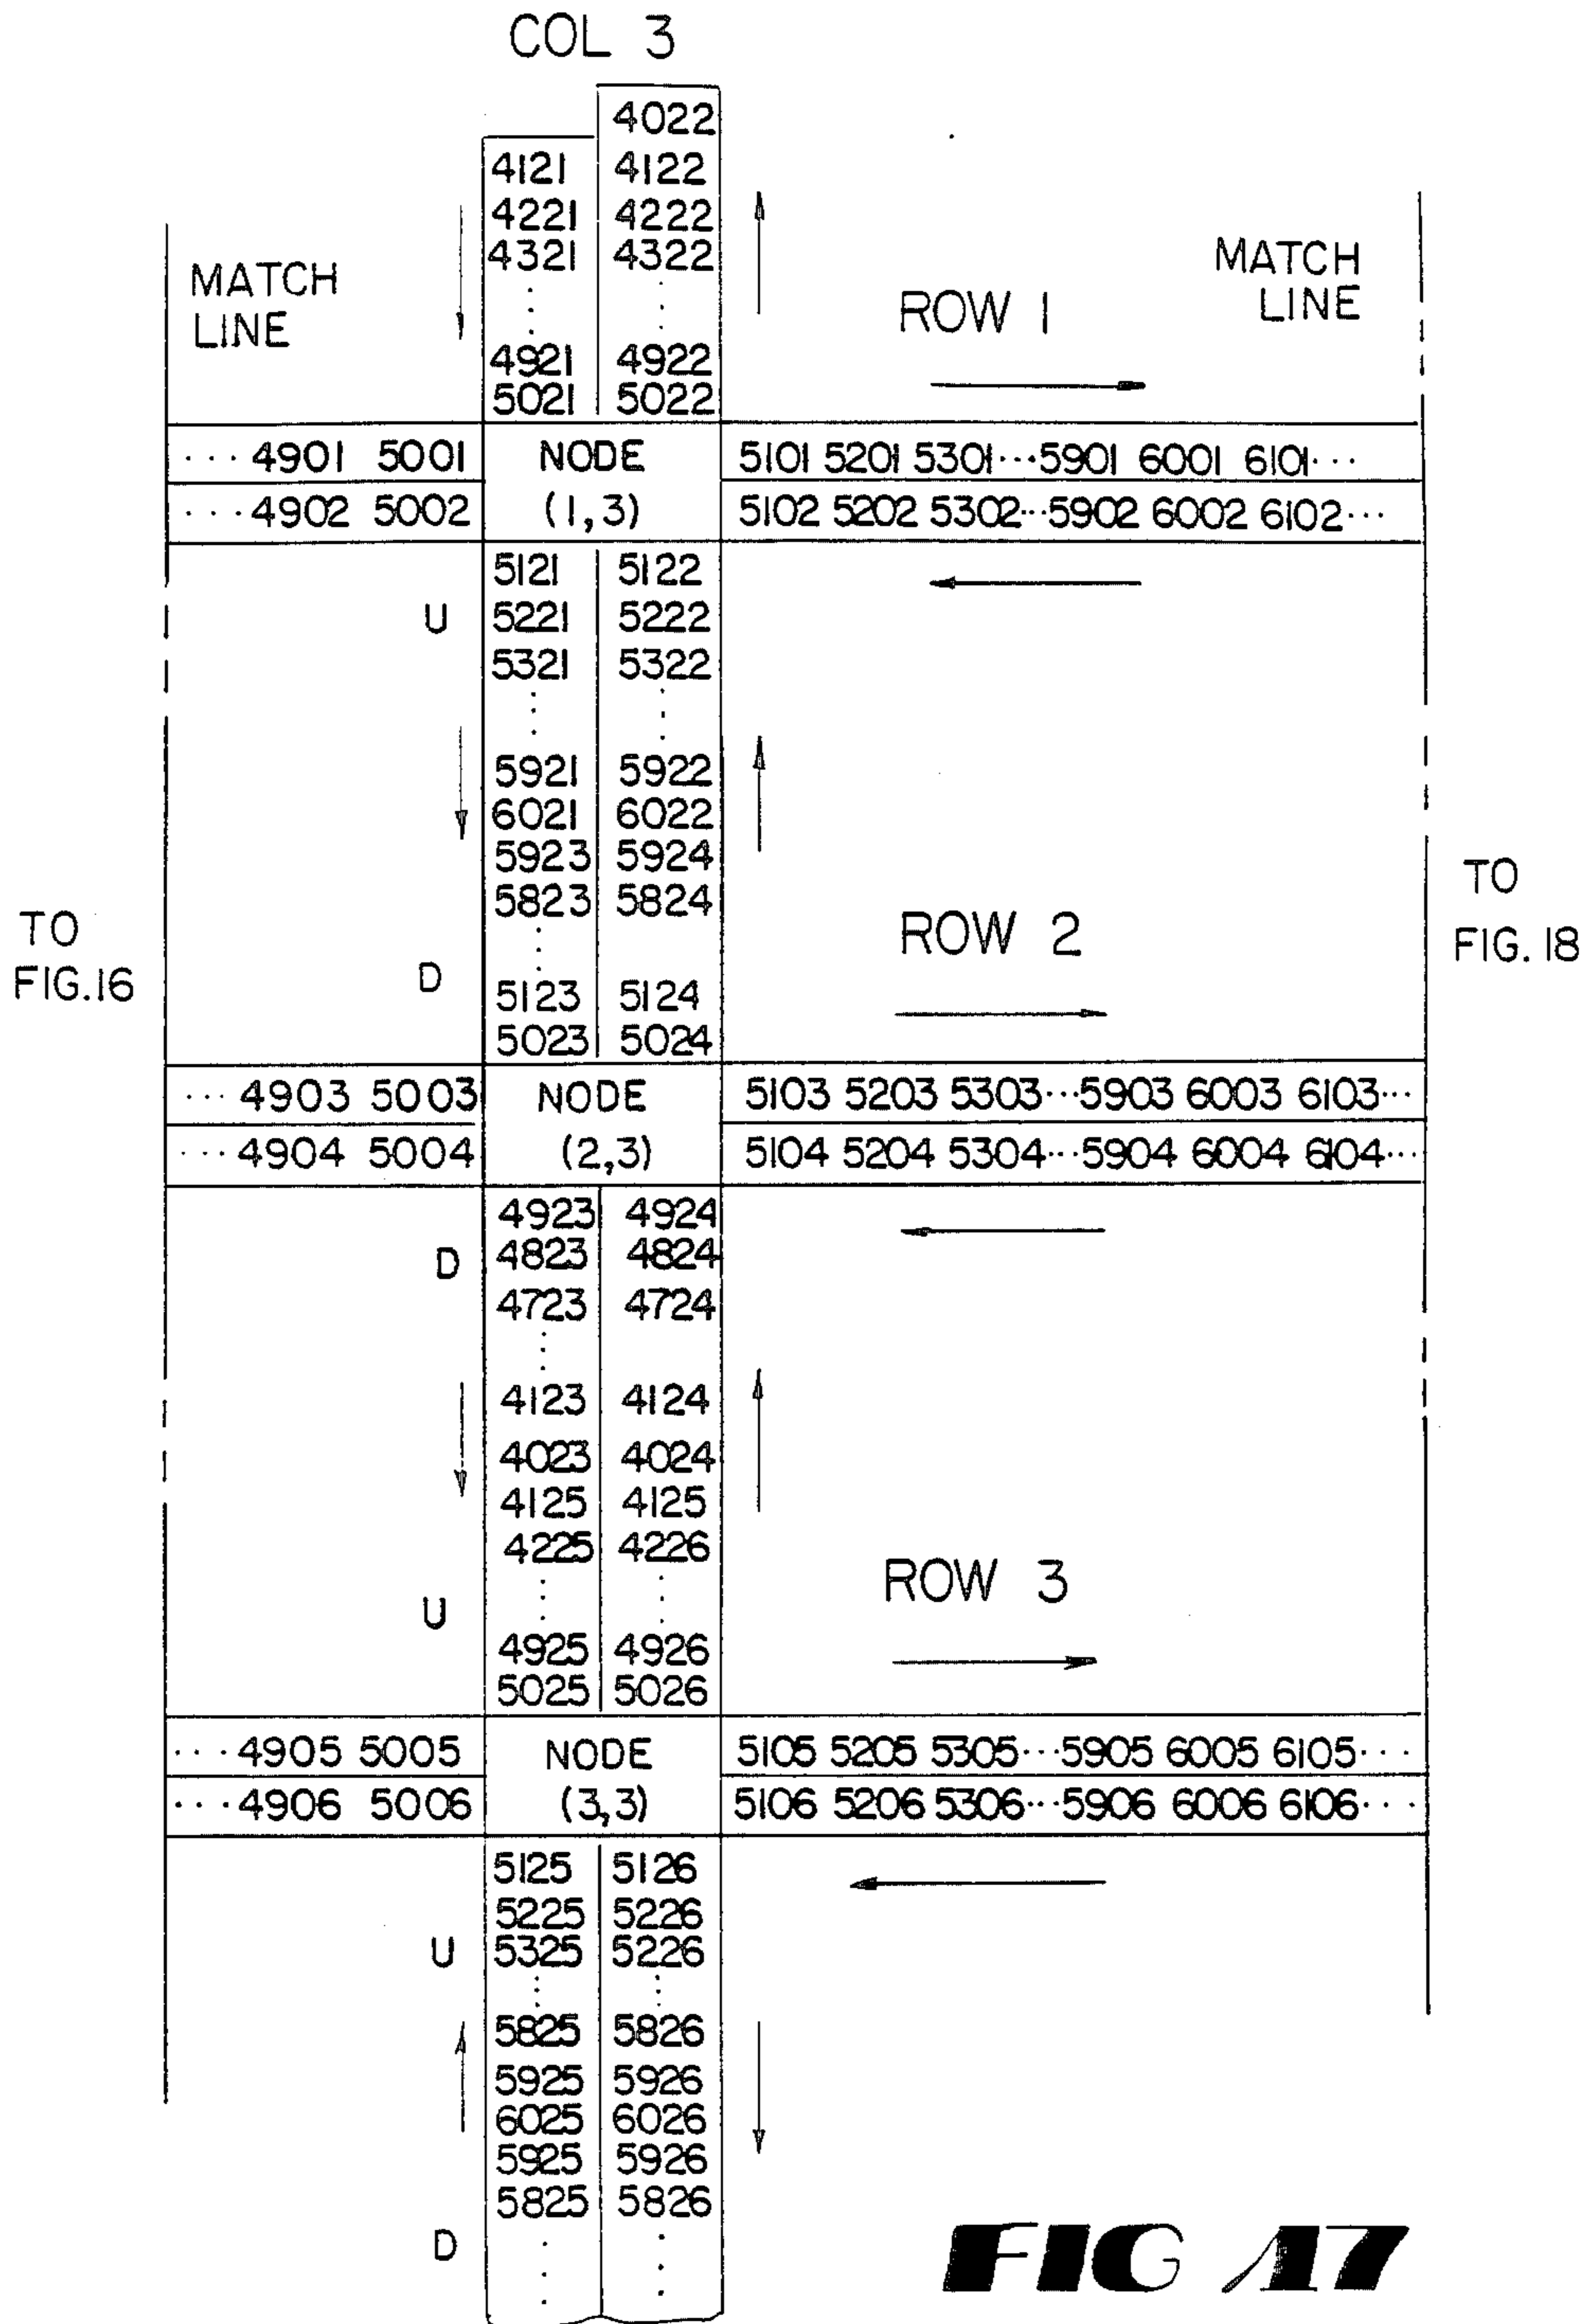 COL 3
4022
4121 4122
4221 4222
4321 4322
MATCH LINE
MATCH LINE
ROW 1
4921 4922
5021 5022
···4901 5001 NODE 5101 5201 5301···5901 6001 6101···
···4902 5002 (1,3) 5102 5202 5302···5902 6002 6102···
5121 5122
U 5221 5222
5321 5322
5921 5922
6021 6022
5923 5924
5823 5824
TO FIG.16
ROW 2
TO FIG.18
D
5123 5124
5023 5024
···4903 5003 NODE 5103 5203 5303···5903 6003 6103···
···4904 5004 (2,3) 5104 5204 5304···5904 6004 6104···
4923 4924
D 4823 4824
4723 4724
4123 4124
4023 4024
4125 4125
4225 4226
ROW 3
U
4925 4926
5025 5026
···4905 5005 NODE 5105 5205 5305···5905 6005 6105···
···4906 5006 (3,3) 5106 5206 5306···5906 6006 6106···
5125 5126
5225 5226
U 5325 5226
5825 5826
5925 5926
6025 6026
5925 5926
5825 5826
D
FIG 17